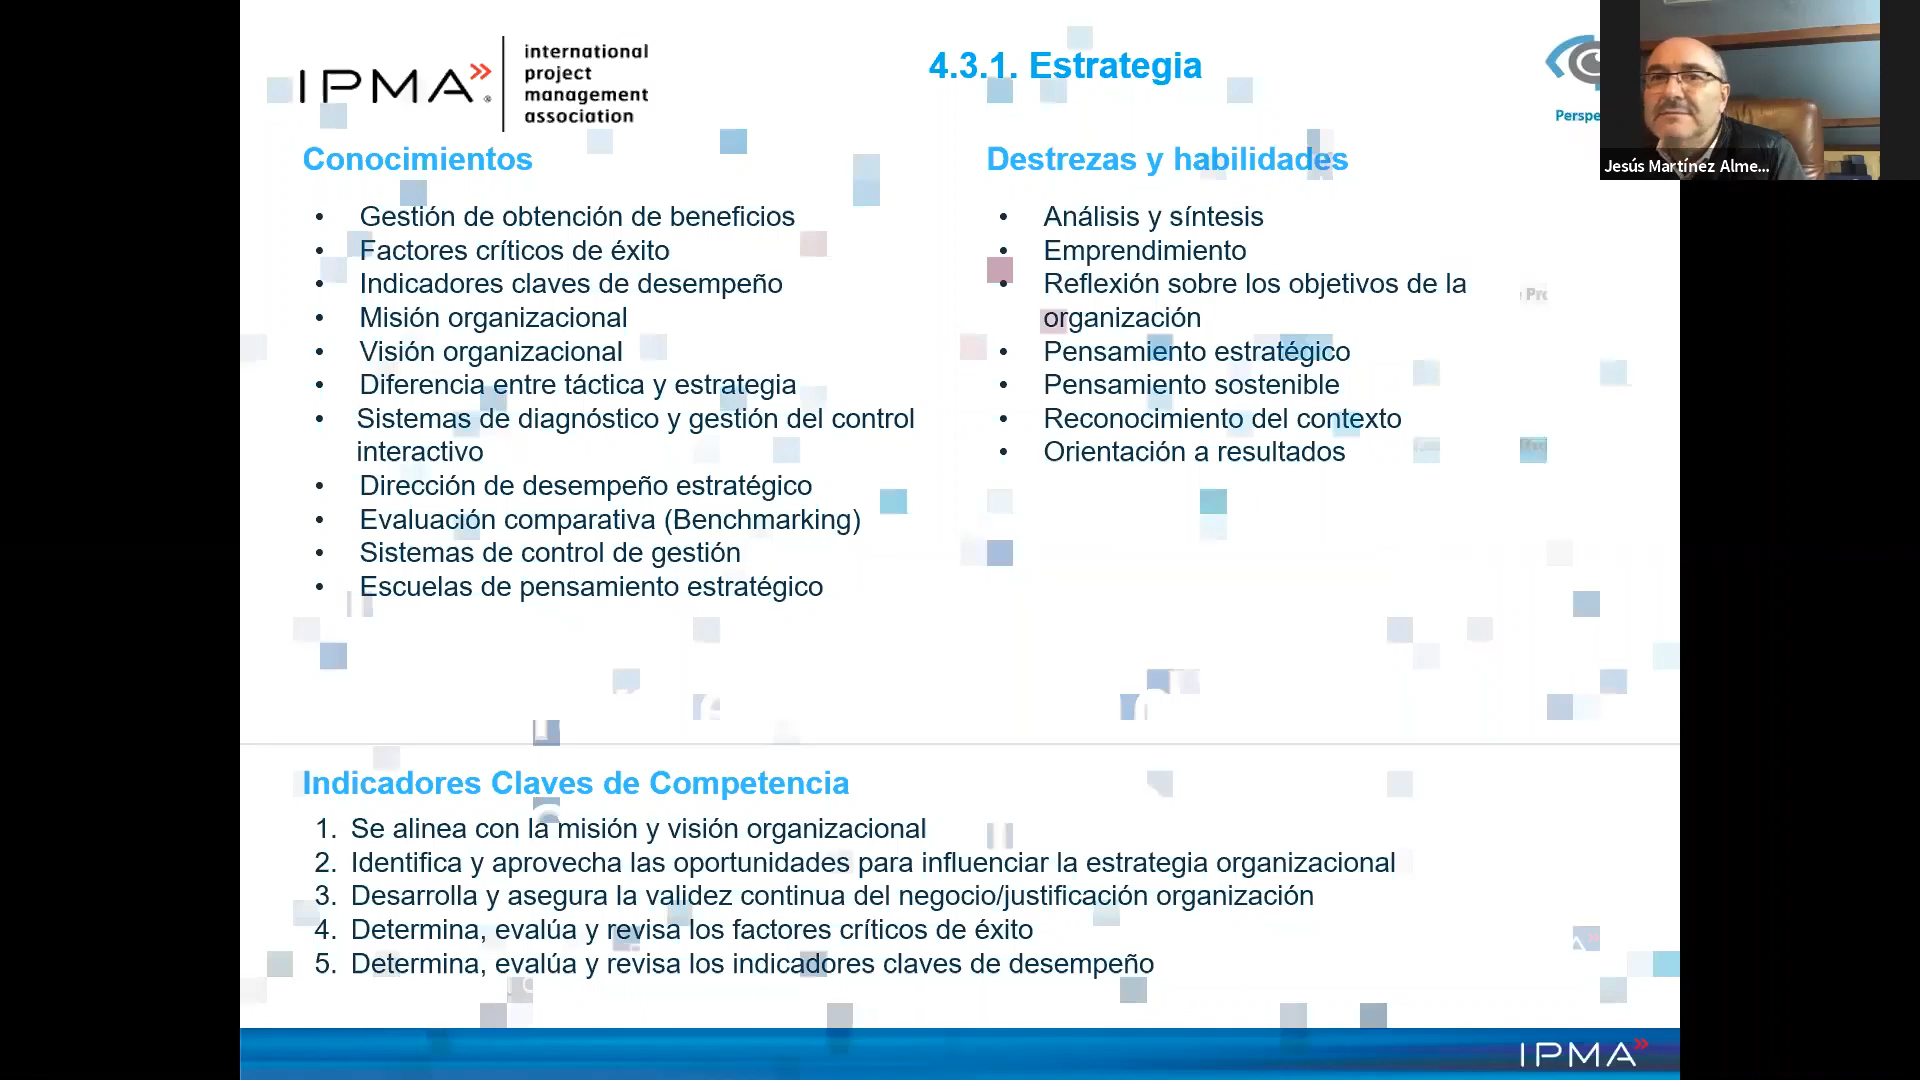 IPMA
international
project
management
association
4.3.1. Estrategia
Jesús Martínez Alme...
Conocimientos
• Gestión de obtención de beneficios
• Factores críticos de éxito
• Indicadores claves de desempeño
• Misión organizacional
• Visión organizacional
• Diferencia entre táctica y estrategia
• Sistemas de diagnóstico y gestión del control
interactivo
• Dirección de desempeño estratégico
• Evaluación comparativa (Benchmarking)
• Sistemas de control de gestión
• Escuelas de pensamiento estratégico
Destrezas y habilidades
• Análisis y síntesis
• Emprendimiento
• Reflexión sobre los objetivos de la
organización
• Pensamiento estratégico
• Pensamiento sostenible
• Reconocimiento del contexto
• Orientación a resultados
Indicadores Claves de Competencia
1. Se alinea con la misión y visión organizacional
2. Identifica y aprovecha las oportunidades para influenciar la estrategia organizacional
3. Desarrolla y asegura la validez continua del negocio/justificación organización
4. Determina, evalúa y revisa los factores críticos de éxito
5. Determina, evalúa y revisa los indicadores claves de desempeño
IPMA